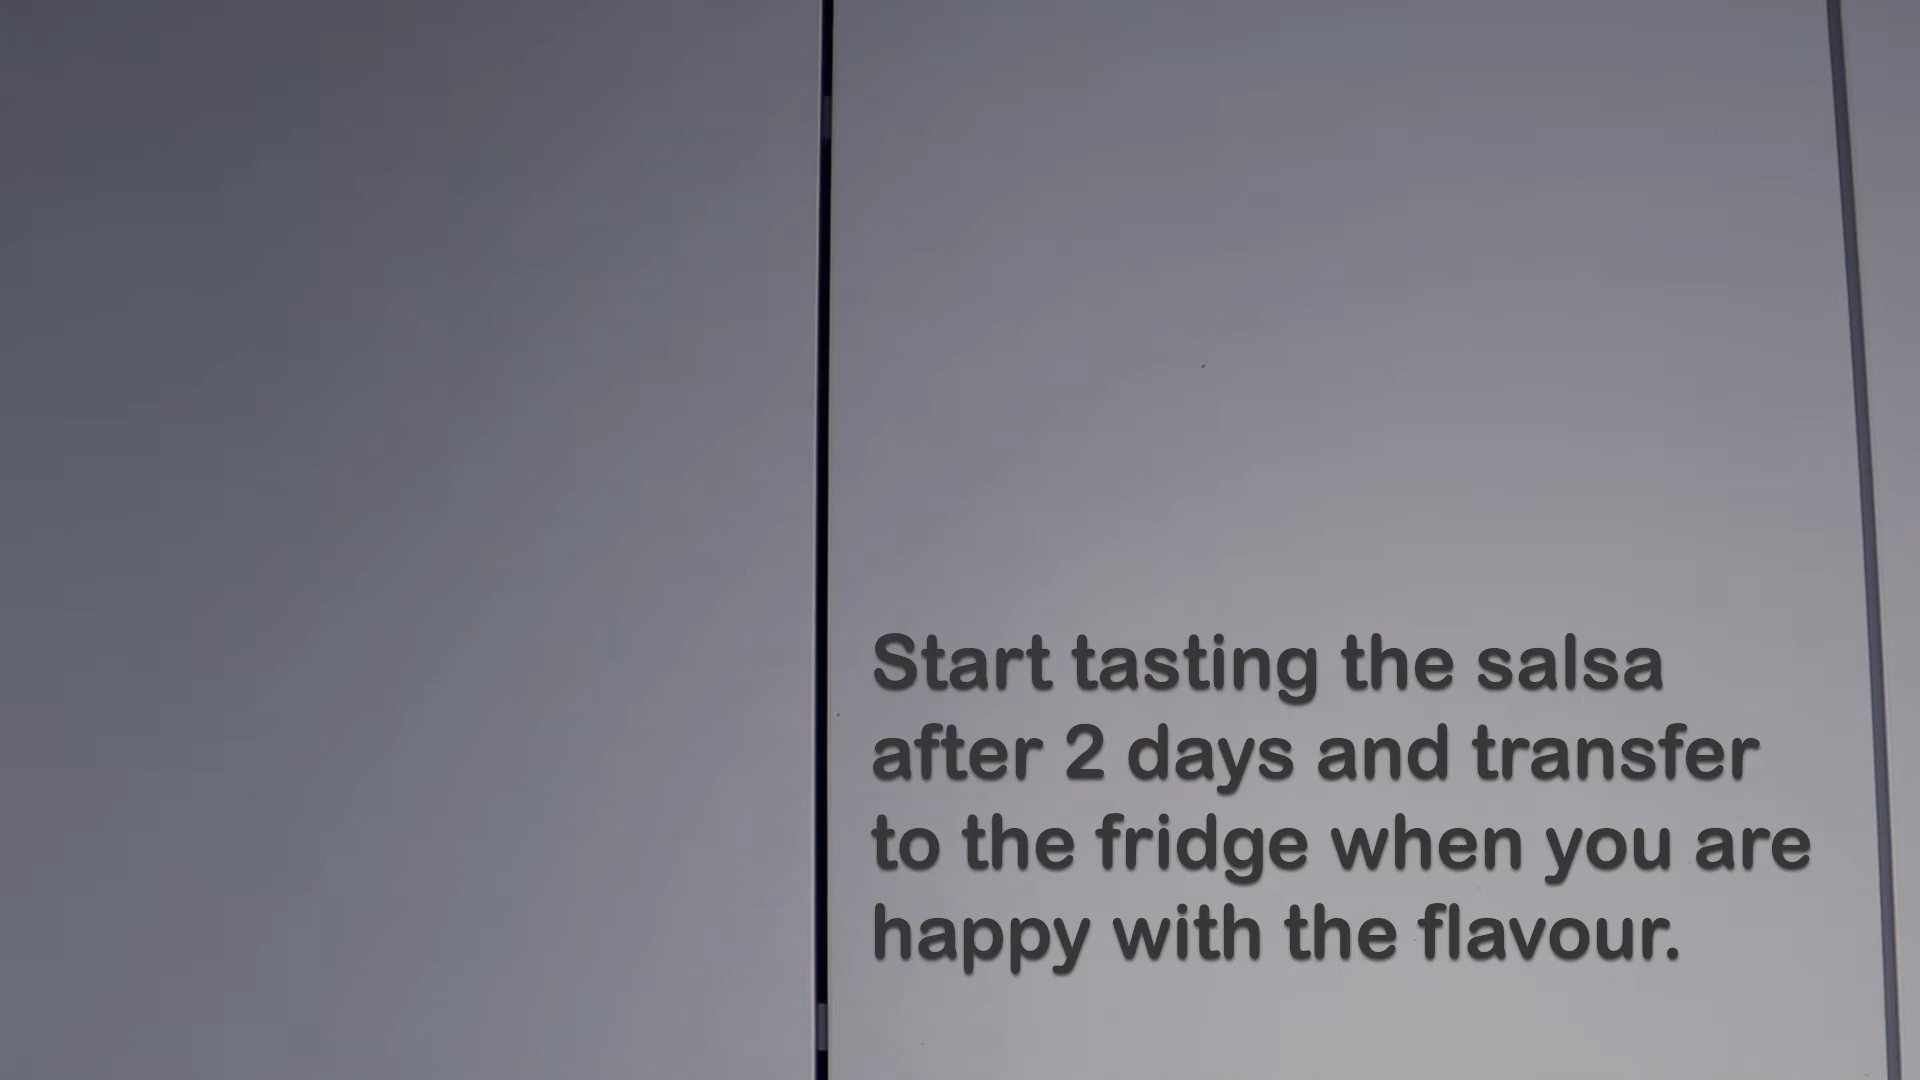 Start tasting the salsa
after 2 days and transfer
to the fridge when you are
happy with the flavour.